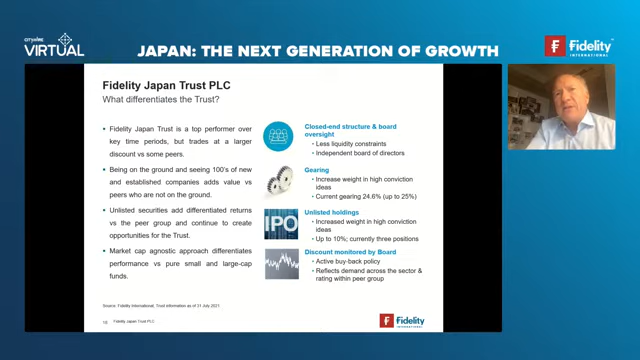 CITYWIRE
VIRTUAL
JAPAN: THE NEXT GENERATION OF GROWTH
F
Fidelity
INTERNATIONAL
Fidelity Japan Trust PLC
What differentiates the Trust?
• Fidelity Japan Trust is a top performer over
key time periods, but trades at a larger
discount vs some peers.
• Being on the ground and seeing 100's of new
and established companies adds value vs
peers who are not on the ground.
• Unlisted securities add differentiated returns
vs the peer group and continue to create
opportunities for the Trust.
• Market cap agnostic approach differentiates
performance vs pure small and large-cap
funds.
Closed-end structure & board
oversight
• Less liquidity constraints
• Independent board of directors
Gearing
• Increase weight in high conviction
ideas
• Current gearing 24.6% (up to 25%)
IPO
Unlisted holdings
• Increased weight in high conviction
ideas
• Up to 10%; currently three positions
Discount monitored by Board
• Active buy-back policy
• Reflects demand across the sector &
rating within peer group
Source: Fidelity International, Trust information as of 31 July 2021
Fidelity Japan Trust PLC
F
Fidelity
INTERNATIONAL